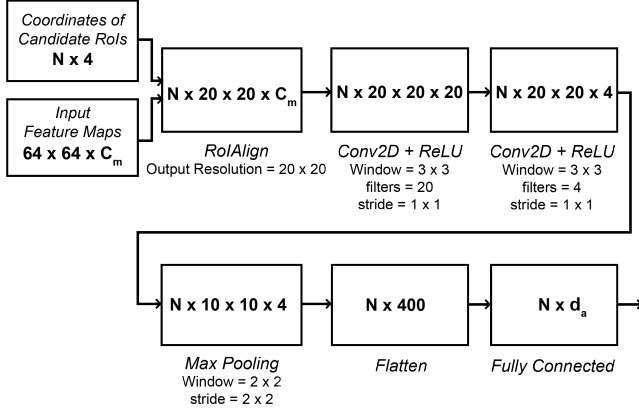 Coordinates of
Candidate RoIs
N x 4
Input
Feature Maps
64 x 64 x Cm
N x 20 x 20 x Cm
RoIAlign
Output Resolution = 20 x 20
N x 20 x 20 x 20
Conv2D + ReLU
Window = 3 x 3
filters = 20
stride = 1 x 1
N x 20 x 20 x 4
Conv2D + ReLU
Window = 3 x 3
filters = 4
stride = 1 x 1
N x 10 x 10 x 4
Max Pooling
Window = 2 x 2
stride = 2 x 2
N x 400
Flatten
N x da
Fully Connected